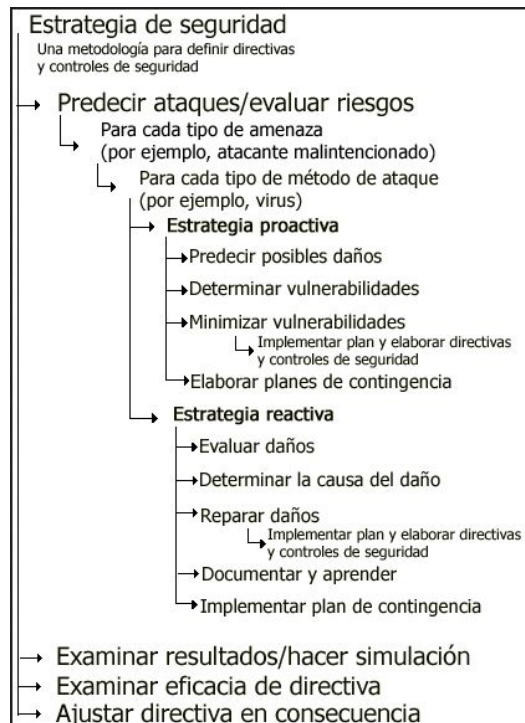 Estrategia de seguridad
Una metodología para definir directivas
y controles de seguridad
Predecir ataques/evaluar riesgos
Para cada tipo de amenaza
(por ejemplo, atacante malintencionado)
Para cada tipo de método de ataque
(por ejemplo, virus)
Estrategia proactiva
Predecir posibles daños
Determinar vulnerabilidades
Minimizar vulnerabilidades
Implementar plan y elaborar directivas
y controles de seguridad
Elaborar planes de contingencia
Estrategia reactiva
Evaluar daños
Determinar la causa del daño
Reparar daños
Implementar plan y elaborar directivas
y controles de seguridad
Documentar y aprender
Implementar plan de contingencia
Examinar resultados/hacer simulación
Examinar eficacia de directiva
Ajustar directiva en consecuencia